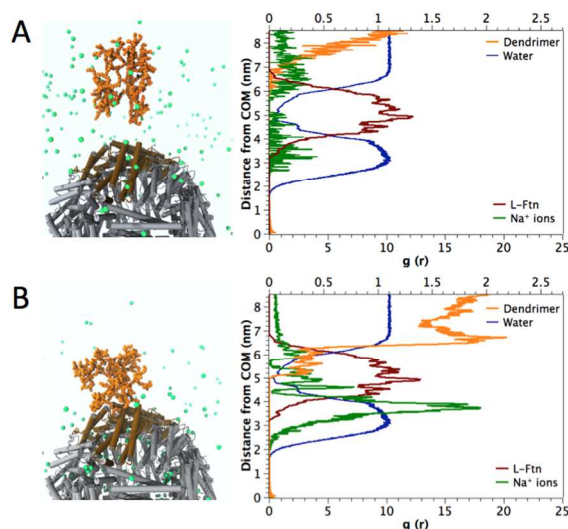 A
0 0.5 1 1.5 2 2.5
8
7
6
5
4
3
2
1
0
Distance from COM (nm)
Dendrimer
Water
L-Ftn
Na⁺ ions
0 5 10 15 20 25
g (r)
B
0 0.5 1 1.5 2 2.5
8
7
6
5
4
3
2
1
0
Distance from COM (nm)
Dendrimer
Water
L-Ftn
Na⁺ ions
0 5 10 15 20 25
g (r)